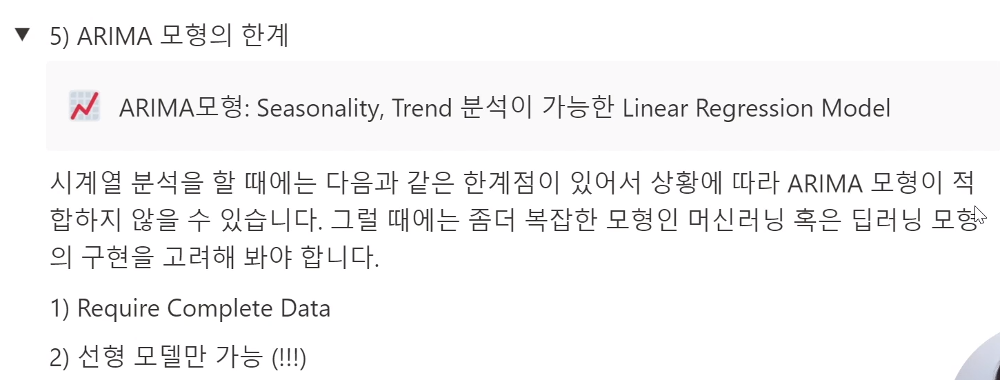 5) ARIMA 모형의 한계
ARIMA모형: Seasonality, Trend 분석이 가능한 Linear Regression Model
시계열 분석을 할 때에는 다음과 같은 한계점이 있어서 상황에 따라 ARIMA 모형이 적
합하지 않을 수 있습니다. 그럴 때에는 좀더 복잡한 모형인 머신러닝 혹은 딥러닝 모형
의 구현을 고려해 봐야 합니다.
1) Require Complete Data
2) 선형 모델만 가능 (!!!)